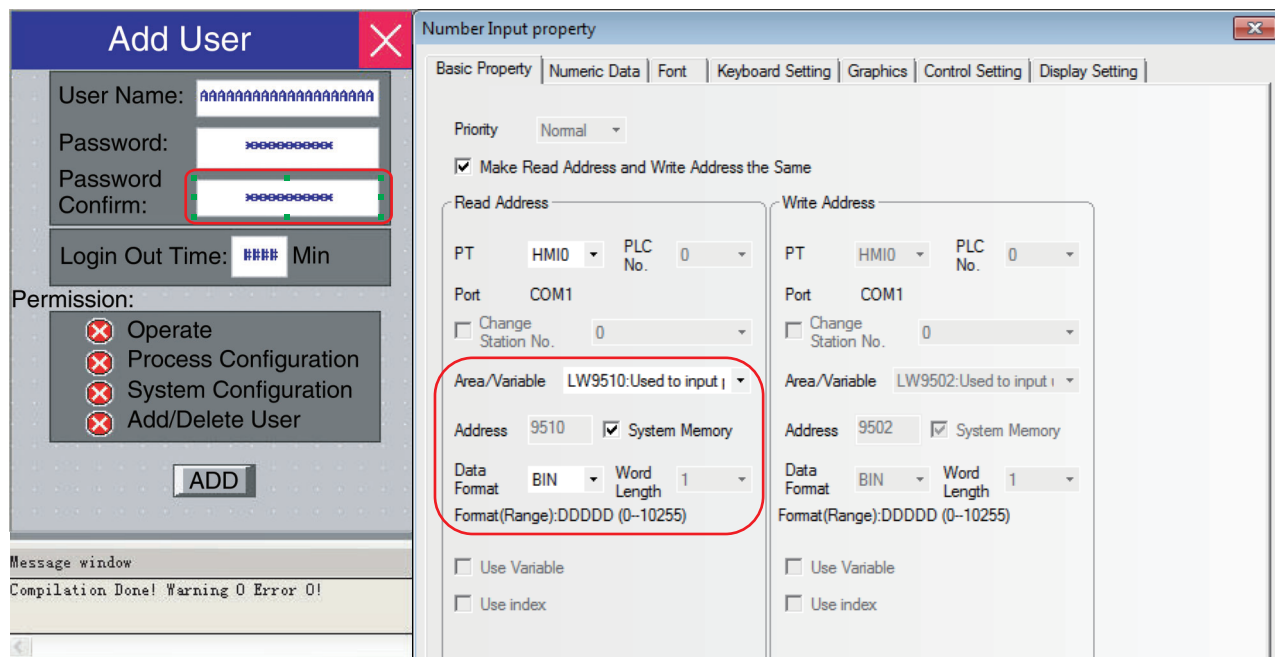 Add User
User Name: AAAAAAAAAAAAAAAAAAAA
Password: **********
Password
Confirm: **********
Login Out Time: #### Min
Permission:
Operate
Process Configuration
System Configuration
Add/Delete User
ADD
Message window
Compilation Done! Warning 0 Error 0!
Number Input property
Basic Property Numeric Data Font Keyboard Setting Graphics Control Setting Display Setting
Priority Normal
Make Read Address and Write Address the Same
Read Address
PT HMI0 PLC No. 0
Port COM1
Change Station No. 0
Area/Variable LW9510:Used to input p
Address 9510 System Memory
Data Format BIN Word Length 1
Format(Range):DDDDD (0--10255)
Use Variable
Use index
Write Address
PT HMI0 PLC No. 0
Port COM1
Change Station No. 0
Area/Variable LW9502:Used to input u
Address 9502 System Memory
Data Format BIN Word Length 1
Format(Range):DDDDD (0--10255)
Use Variable
Use index